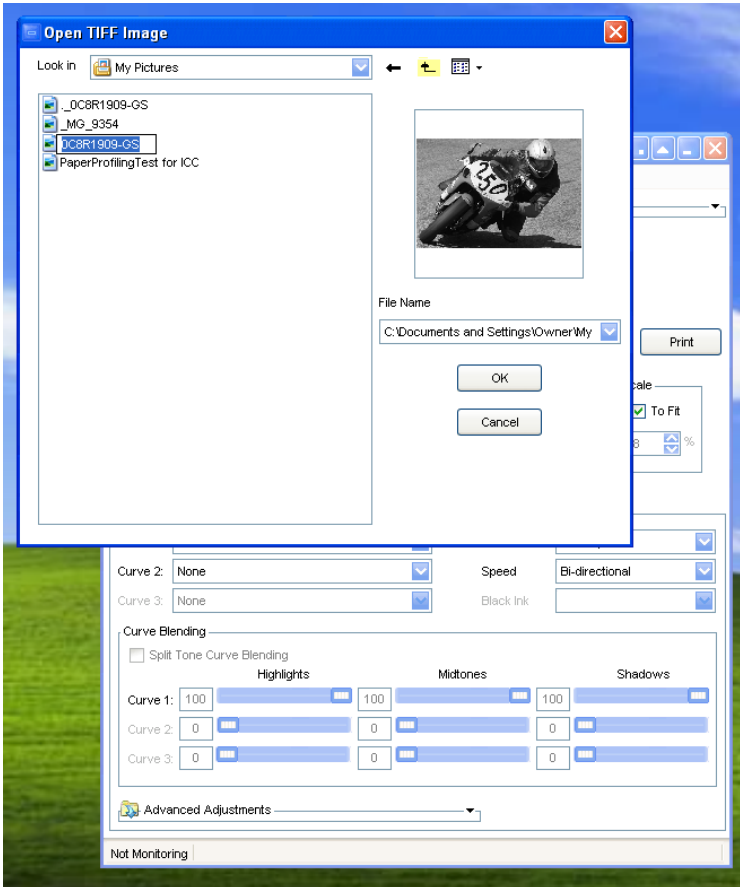 Open TIFF Image
Look in My Pictures
._0C8R1909-GS
_MG_9354
0C8R1909-GS
PaperProfilingTest for ICC
250
File Name
C:\Documents and Settings\Owner\My
OK
Cancel
Print
To Fit
%
Curve 2: None Speed Bi-directional
Curve 3: None Black Ink
Curve Blending
Split Tone Curve Blending
Highlights Midtones Shadows
Curve 1: 100 100 100
Curve 2: 0 0 0
Curve 3: 0 0 0
Advanced Adjustments
Not Monitoring